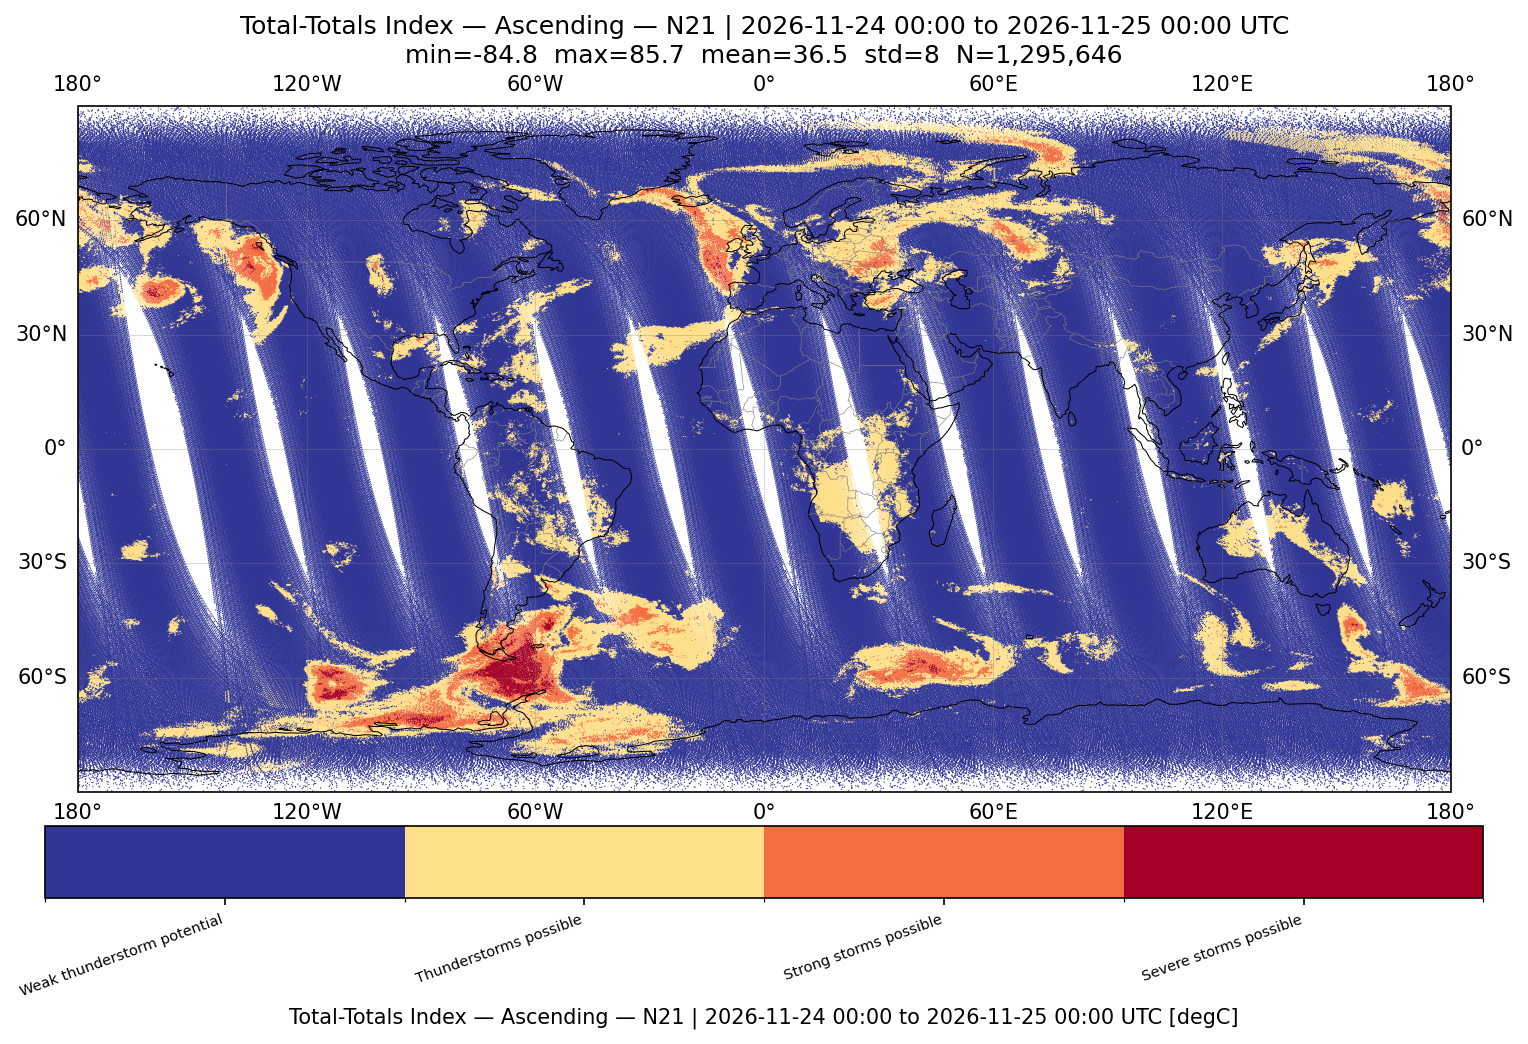 Total-Totals Index — Ascending — N21 | 2026-11-24 00:00 to 2026-11-25 00:00 UTC
min=-84.8  max=85.7  mean=36.5  std=8  N=1,295,646
180° 120°W 60°W 0° 60°E 120°E 180°
60°N 60°N
30°N 30°N
0° 0°
30°S 30°S
60°S 60°S
180° 120°W 60°W 0° 60°E 120°E 180°
Weak thunderstorm potential Thunderstorms possible Strong storms possible Severe storms possible
Total-Totals Index — Ascending — N21 | 2026-11-24 00:00 to 2026-11-25 00:00 UTC [degC]